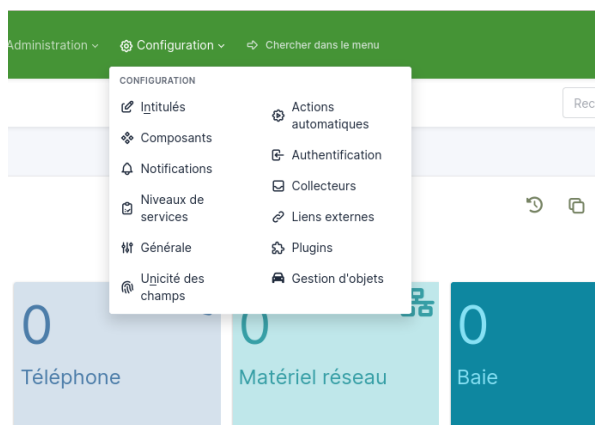 Administration
Configuration
Chercher dans le menu
CONFIGURATION
Intitulés
Composants
Notifications
Niveaux de
services
Générale
Unicité des
champs
Actions
automatiques
Authentification
Collecteurs
Liens externes
Plugins
Gestion d'objets
Rec
0
Téléphone
0
Matériel réseau
0
Baie